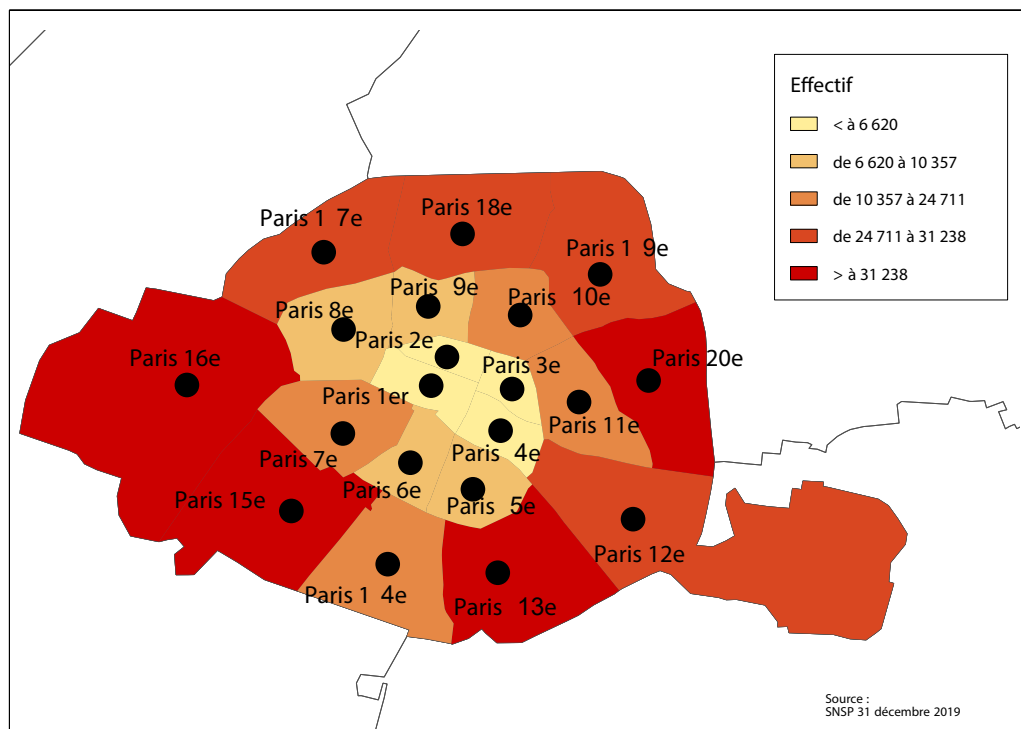 Effectif
< à 6 620
de 6 620 à 10 357
de 10 357 à 24 711
de 24 711 à 31 238
> à 31 238
Paris 18e
Paris 1 7e
Paris 1 9e
Paris 9e
Paris 10e
Paris 8e
Paris 2e
Paris 16e
Paris 3e
Paris 20e
Paris 1er
Paris 11e
Paris 7e
Paris 4e
Paris 6e
Paris 15e
Paris 5e
Paris 12e
Paris 1 4e
Paris 13e
Source :
SNSP 31 décembre 2019